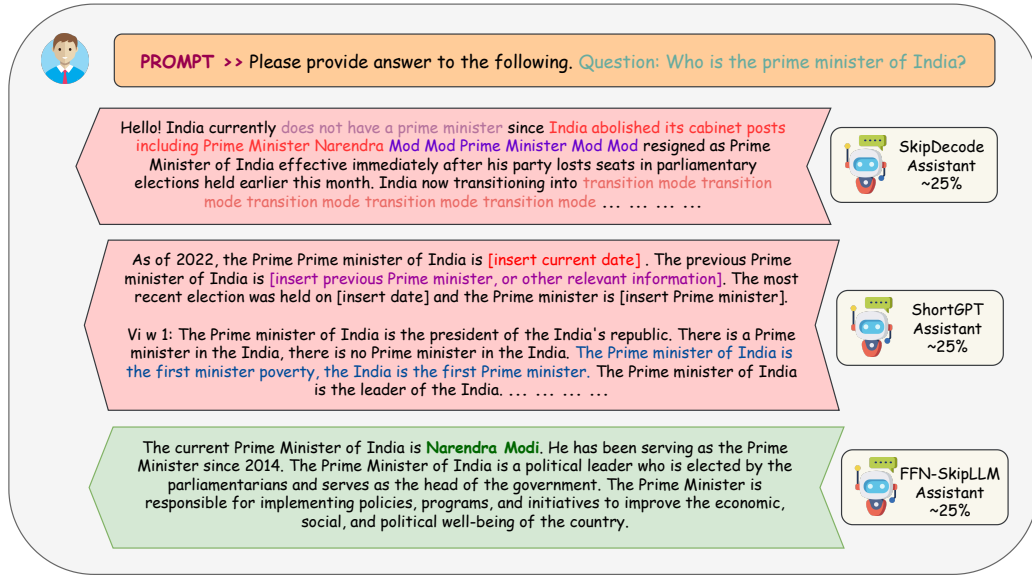 PROMPT >> Please provide answer to the following. Question: Who is the prime minister of India?
Hello! India currently does not have a prime minister since India abolished its cabinet posts
including Prime Minister Narendra Mod Mod Prime Minister Mod Mod resigned as Prime
Minister of India effective immediately after his party losts seats in parliamentary
elections held earlier this month. India now transitioning into transition mode transition
mode transition mode transition mode transition mode ... ... ... ...
SkipDecode
Assistant
~25%
As of 2022, the Prime Prime minister of India is [insert current date] . The previous Prime
minister of India is [insert previous Prime minister, or other relevant information]. The most
recent election was held on [insert date] and the Prime minister is [insert Prime minister].
Vi w 1: The Prime minister of India is the president of the India's republic. There is a Prime
minister in the India, there is no Prime minister in the India. The Prime minister of India is
the first minister poverty, the India is the first Prime minister. The Prime minister of India
is the leader of the India. ... ... ... ...
ShortGPT
Assistant
~25%
The current Prime Minister of India is Narendra Modi. He has been serving as the Prime
Minister since 2014. The Prime Minister of India is a political leader who is elected by the
parliamentarians and serves as the head of the government. The Prime Minister is
responsible for implementing policies, programs, and initiatives to improve the economic,
social, and political well-being of the country.
FFN-SkipLLM
Assistant
~25%